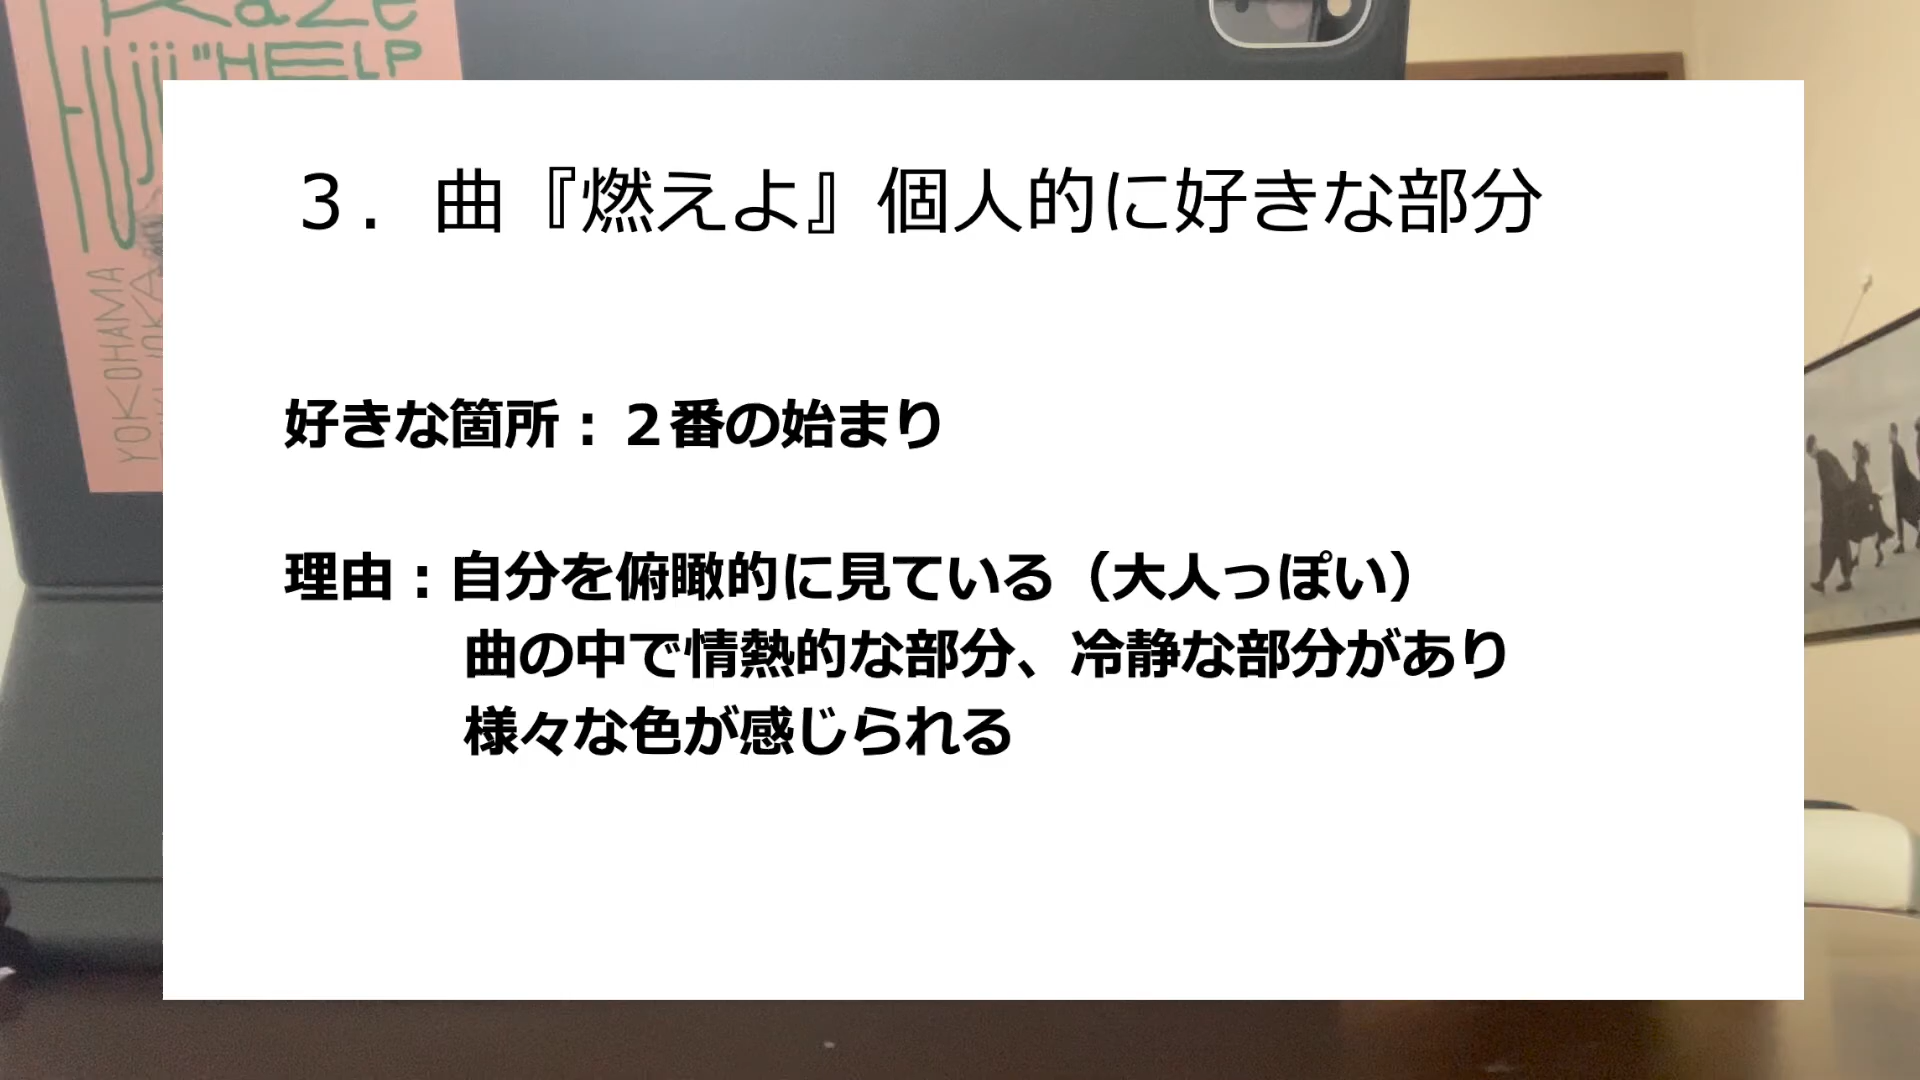 Kaze
Fujii "HELP
YOKOHAMA
３．曲『燃えよ』個人的に好きな部分
好きな箇所：２番の始まり
理由：自分を俯瞰的に見ている（大人っぽい）
曲の中で情熱的な部分、冷静な部分があり
様々な色が感じられる